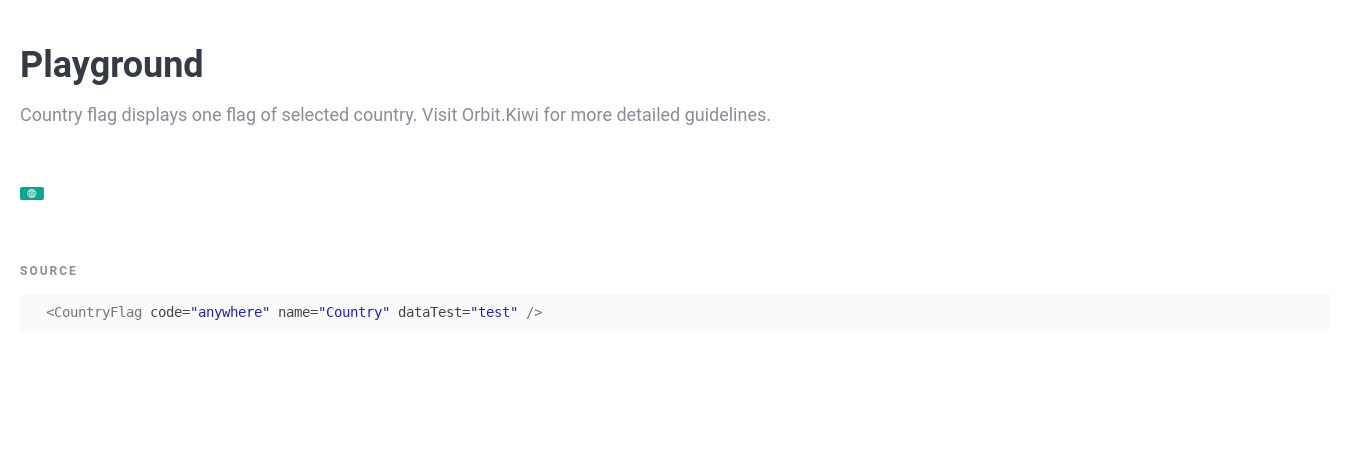 Playground
Country flag displays one flag of selected country. Visit Orbit.Kiwi for more detailed guidelines.
SOURCE
<CountryFlag code="anywhere" name="Country" dataTest="test" />